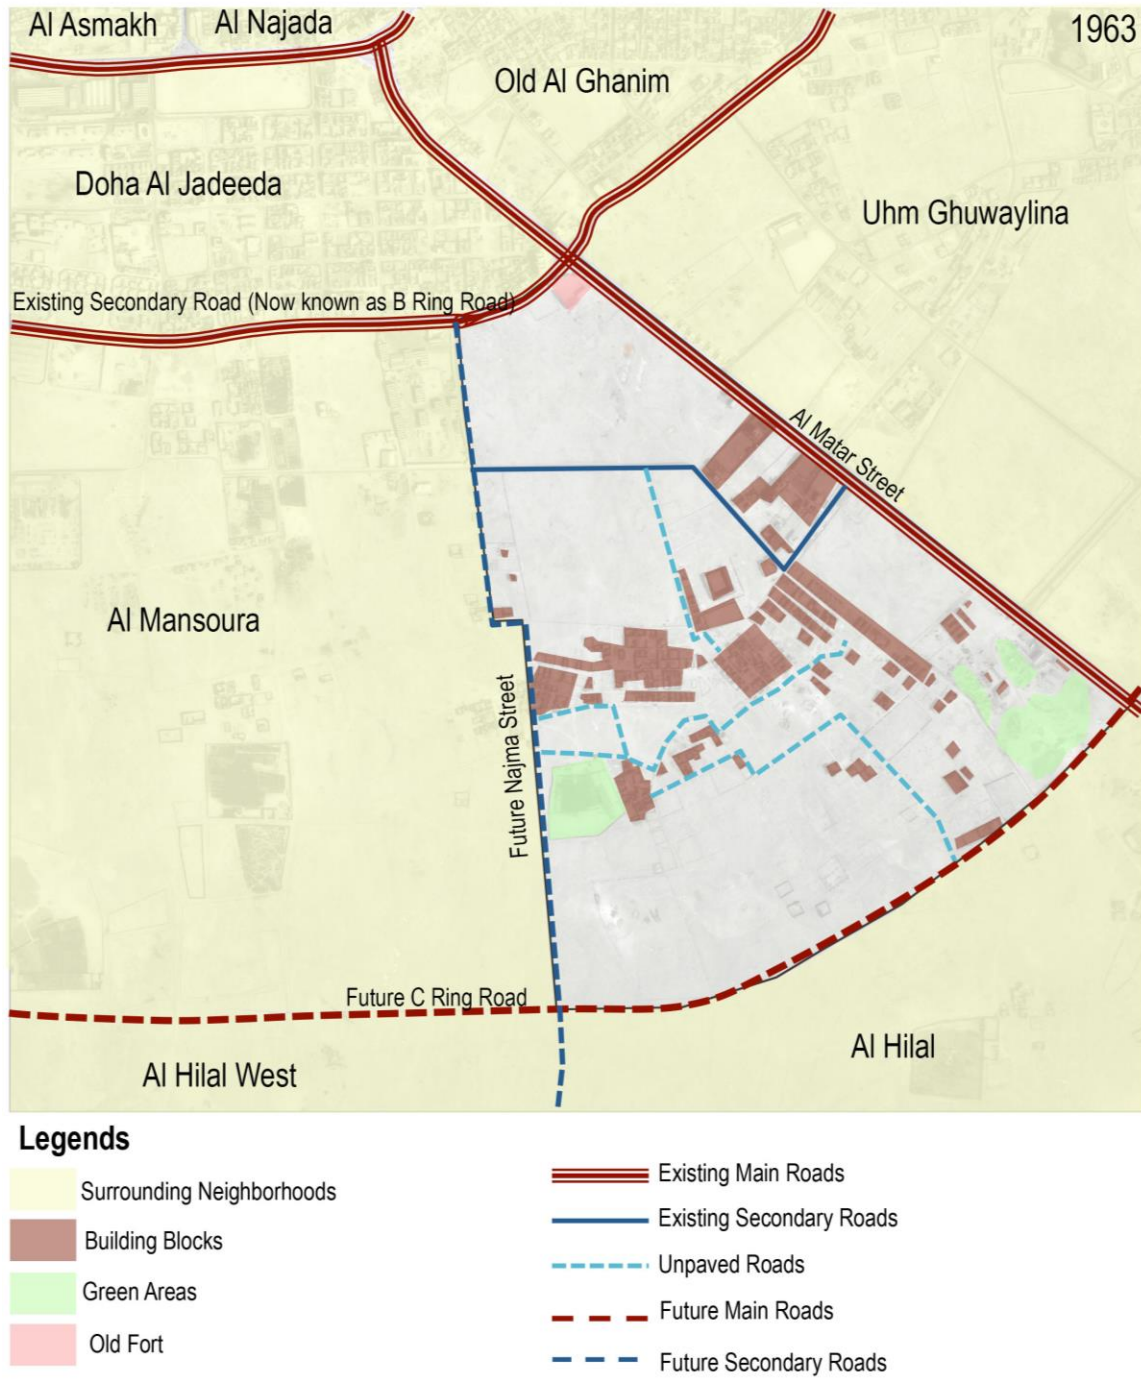 Al Asmakh
Al Najada
1963
Old Al Ghanim
Doha Al Jadeeda
Uhm Ghuwaylina
Existing Secondary Road (Now known as B Ring Road)
Al Matar Street
Al Mansoura
Future Najma Street
Future C Ring Road
Al Hilal West
Al Hilal
Legends
Surrounding Neighborhoods
Building Blocks
Green Areas
Old Fort
Existing Main Roads
Existing Secondary Roads
Unpaved Roads
Future Main Roads
Future Secondary Roads